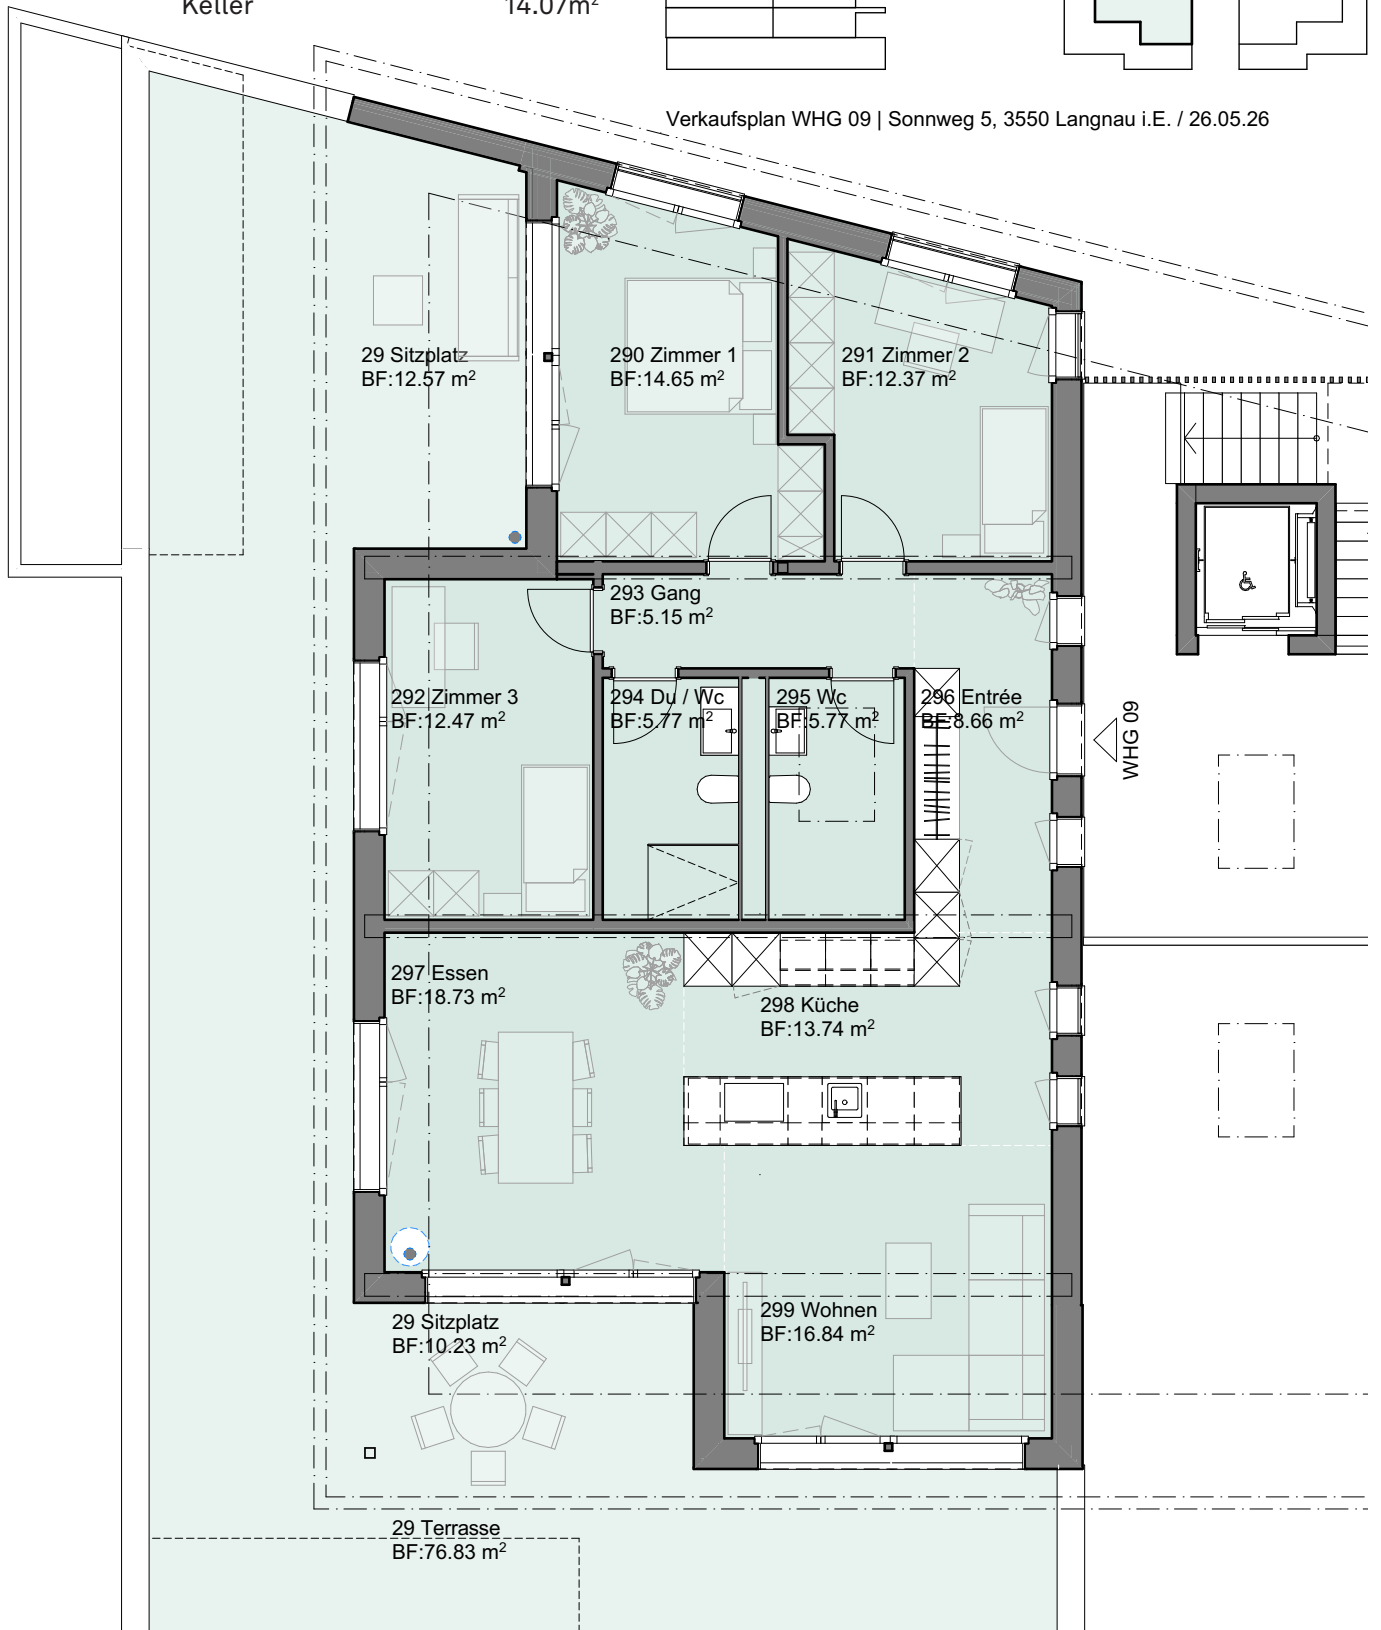 Keller 14.07m²
Verkaufsplan WHG 09 | Sonnweg 5, 3550 Langnau i.E. / 26.05.26
29 Sitzplatz
BF:12.57 m²
290 Zimmer 1
BF:14.65 m²
291 Zimmer 2
BF:12.37 m²
293 Gang
BF:5.15 m²
292 Zimmer 3
BF:12.47 m²
294 Du / Wc
BF:5.77 m²
295 Wc
BF:5.77 m²
296 Entrée
BF:8.66 m²
WHG 09
297 Essen
BF:18.73 m²
298 Küche
BF:13.74 m²
29 Sitzplatz
BF:10.23 m²
299 Wohnen
BF:16.84 m²
29 Terrasse
BF:76.83 m²